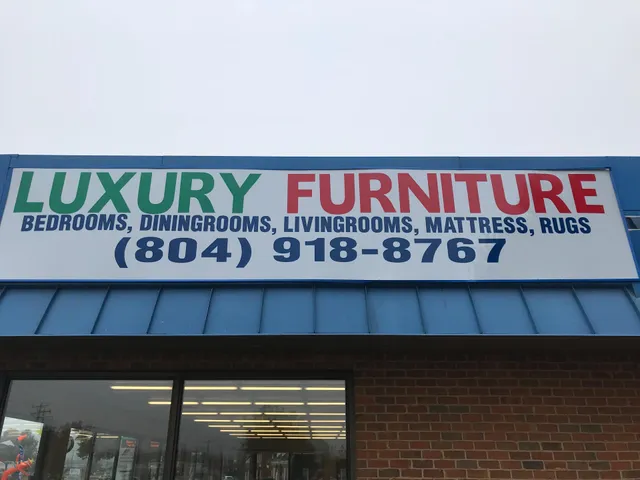 LUXURY FURNITURE
BEDROOMS, DININGROOMS, LIVINGROOMS, MATTRESS, RUGS
(804) 918-8767